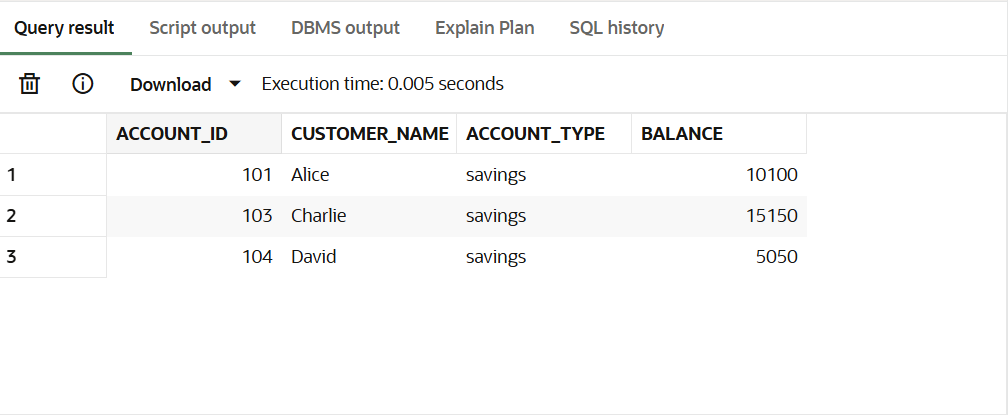 Query result Script output DBMS output Explain Plan SQL history
Download Execution time: 0.005 seconds
ACCOUNT_ID CUSTOMER_NAME ACCOUNT_TYPE BALANCE
1 101 Alice savings 10100
2 103 Charlie savings 15150
3 104 David savings 5050